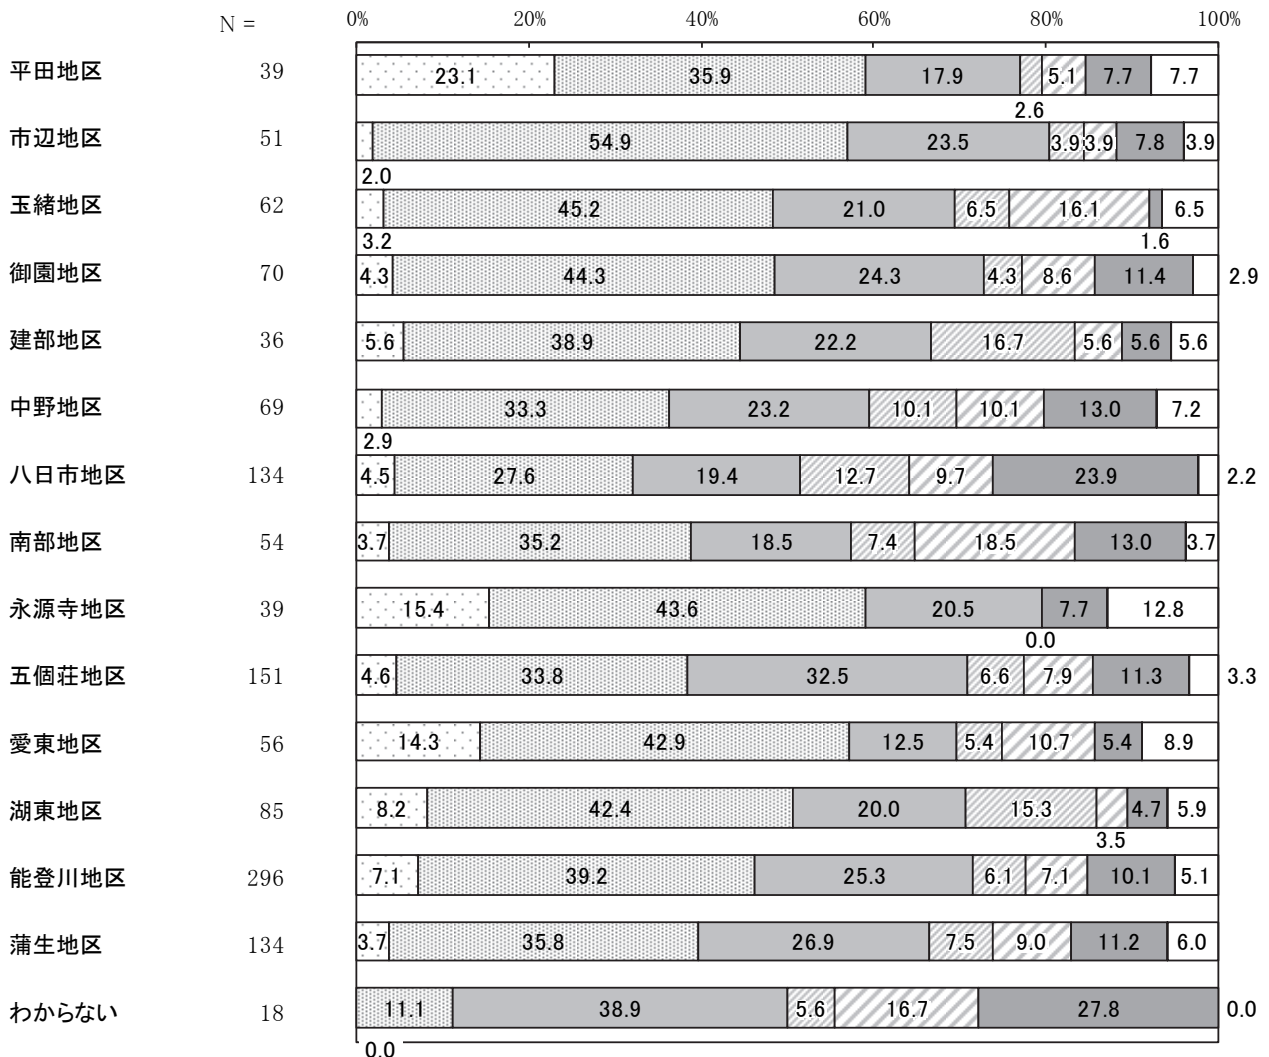 N = 0% 20% 40% 60% 80% 100%
平田地区 39 23.1 35.9 17.9 5.1 7.7 7.7
2.6
市辺地区 51 54.9 23.5 3.9 3.9 7.8 3.9
2.0
玉緒地区 62 45.2 21.0 6.5 16.1 6.5
3.2 1.6
御園地区 70 4.3 44.3 24.3 4.3 8.6 11.4 2.9
建部地区 36 5.6 38.9 22.2 16.7 5.6 5.6 5.6
中野地区 69 33.3 23.2 10.1 10.1 13.0 7.2
2.9
八日市地区 134 4.5 27.6 19.4 12.7 9.7 23.9 2.2
南部地区 54 3.7 35.2 18.5 7.4 18.5 13.0 3.7
永源寺地区 39 15.4 43.6 20.5 7.7 12.8
0.0
五個荘地区 151 4.6 33.8 32.5 6.6 7.9 11.3 3.3
愛東地区 56 14.3 42.9 12.5 5.4 10.7 5.4 8.9
湖東地区 85 8.2 42.4 20.0 15.3 4.7 5.9
3.5
能登川地区 296 7.1 39.2 25.3 6.1 7.1 10.1 5.1
蒲生地区 134 3.7 35.8 26.9 7.5 9.0 11.2 6.0
わからない 18 11.1 38.9 5.6 16.7 27.8 0.0
0.0